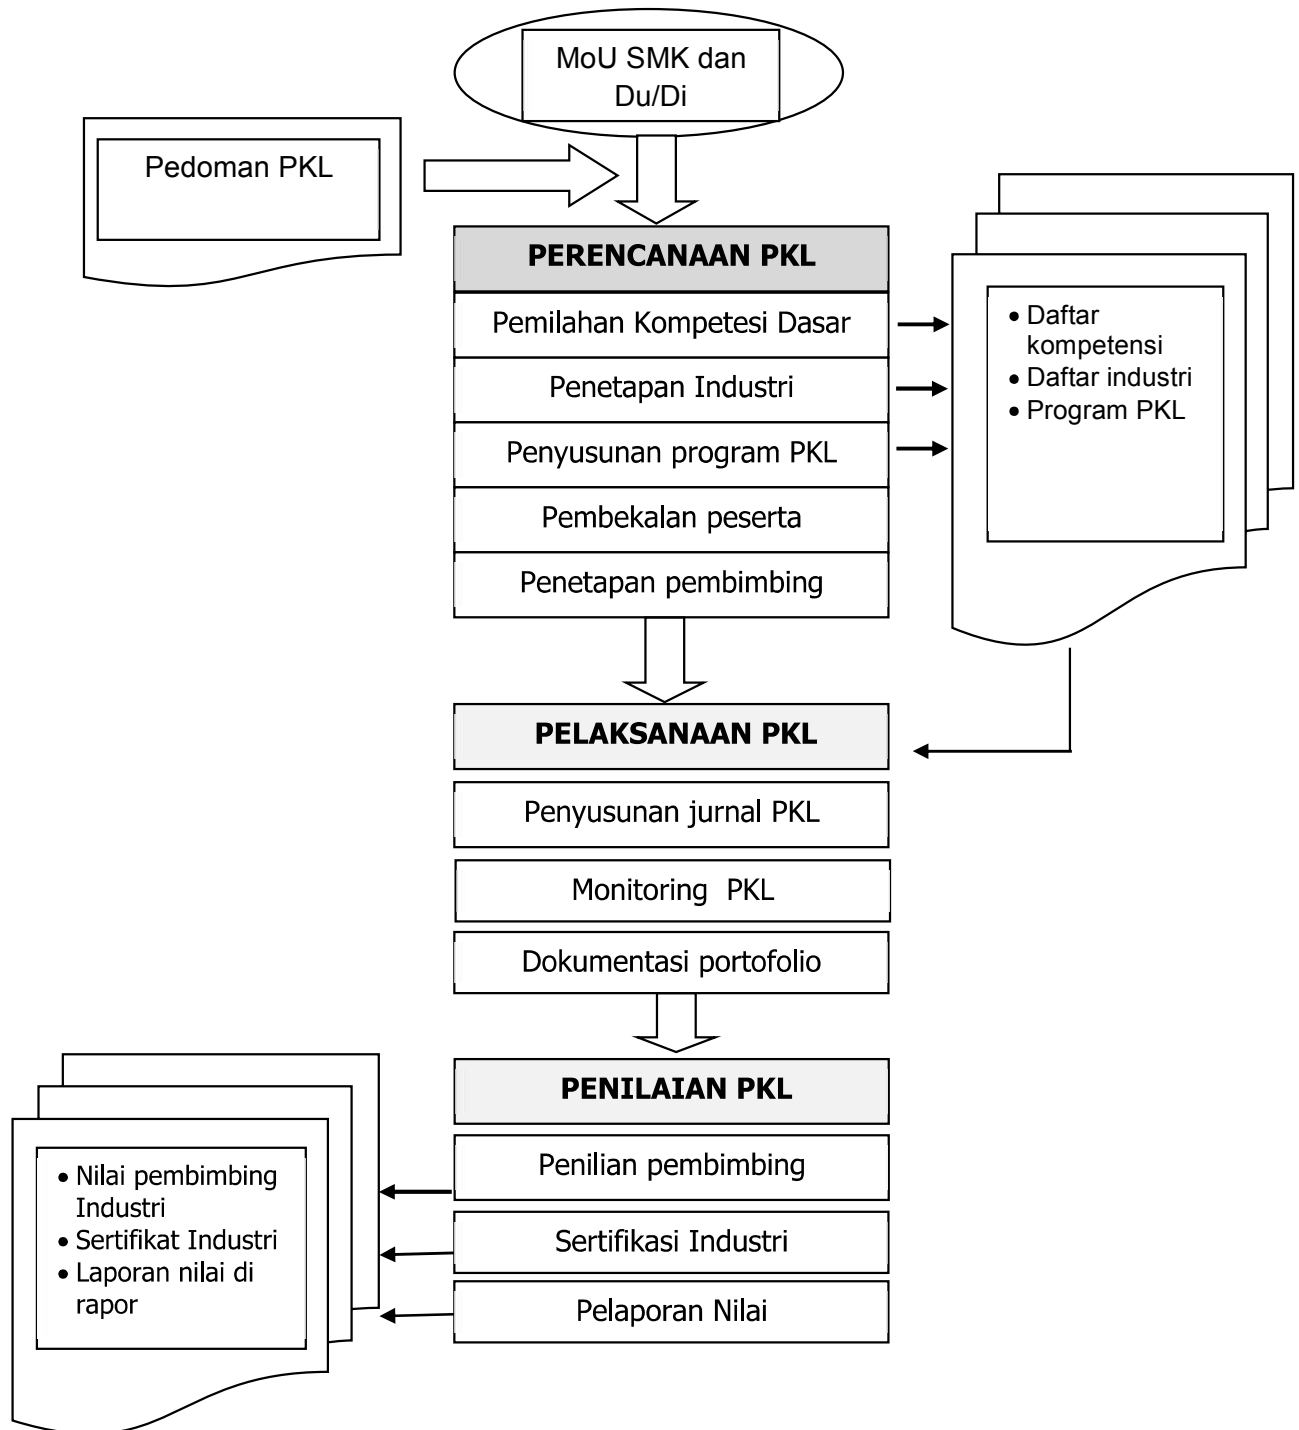 MoU SMK dan
Du/Di
Pedoman PKL
PERENCANAAN PKL
Pemilahan Kompetesi Dasar
Penetapan Industri
Penyusunan program PKL
Pembekalan peserta
Penetapan pembimbing
• Daftar
kompetensi
• Daftar industri
• Program PKL
PELAKSANAAN PKL
Penyusunan jurnal PKL
Monitoring  PKL
Dokumentasi portofolio
PENILAIAN PKL
Penilian pembimbing
Sertifikasi Industri
Pelaporan Nilai
• Nilai pembimbing
Industri
• Sertifikat Industri
• Laporan nilai di
rapor